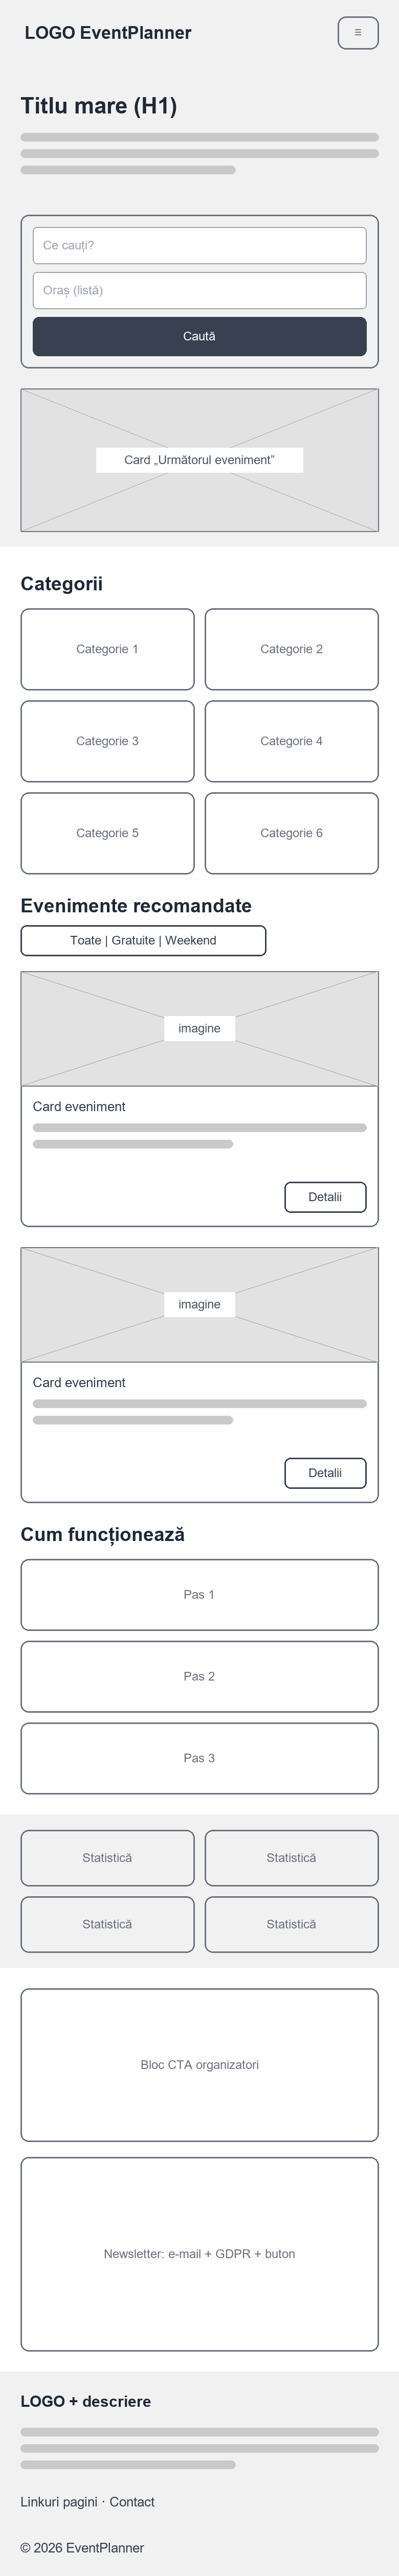 LOGO EventPlanner
☰
Titlu mare (H1)
Ce cauți?
Oraș (listă)
Caută
Card „Următorul eveniment”
Categorii
Categorie 1
Categorie 2
Categorie 3
Categorie 4
Categorie 5
Categorie 6
Evenimente recomandate
Toate | Gratuite | Weekend
imagine
Card eveniment
Detalii
imagine
Card eveniment
Detalii
Cum funcționează
Pas 1
Pas 2
Pas 3
Statistică
Statistică
Statistică
Statistică
Bloc CTA organizatori
Newsletter: e-mail + GDPR + buton
LOGO + descriere
Linkuri pagini · Contact
© 2026 EventPlanner